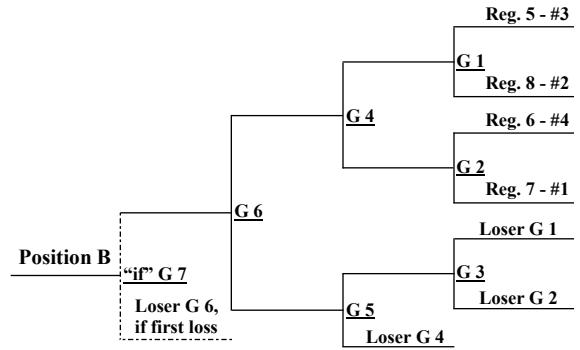 Reg. 5 - #3
G 1
Reg. 8 - #2
G 4
Reg. 6 - #4
G 2
Reg. 7 - #1
G 6
Loser G 1
Position B
"if" G 7
G 3
Loser G 6,
if first loss
Loser G 2
G 5
Loser G 4